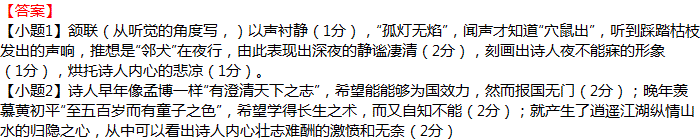 【答案】
【小题1】颔联（从听觉的角度写，）以声衬静（1分），“孤灯无焰”，闻声才知道“穴鼠出”，听到踩踏枯枝
发出的声响，推想是“邻犬”在夜行，由此表现出深夜的静谧凄清（2分），刻画出诗人夜不能寐的形象
（1分），烘托诗人内心的悲凉（1分）。
【小题2】诗人早年像孟博一样“有澄清天下之志”，希望能能够为国效力，然而报国无门（2分）；晚年羡
慕黄初平“至五百岁而有童子之色”，希望学得长生之术，而又自知不能（2分）；就产生了逍遥江湖纵情山
水的归隐之心，从中可以看出诗人内心壮志难酬的激愤和无奈（2分）